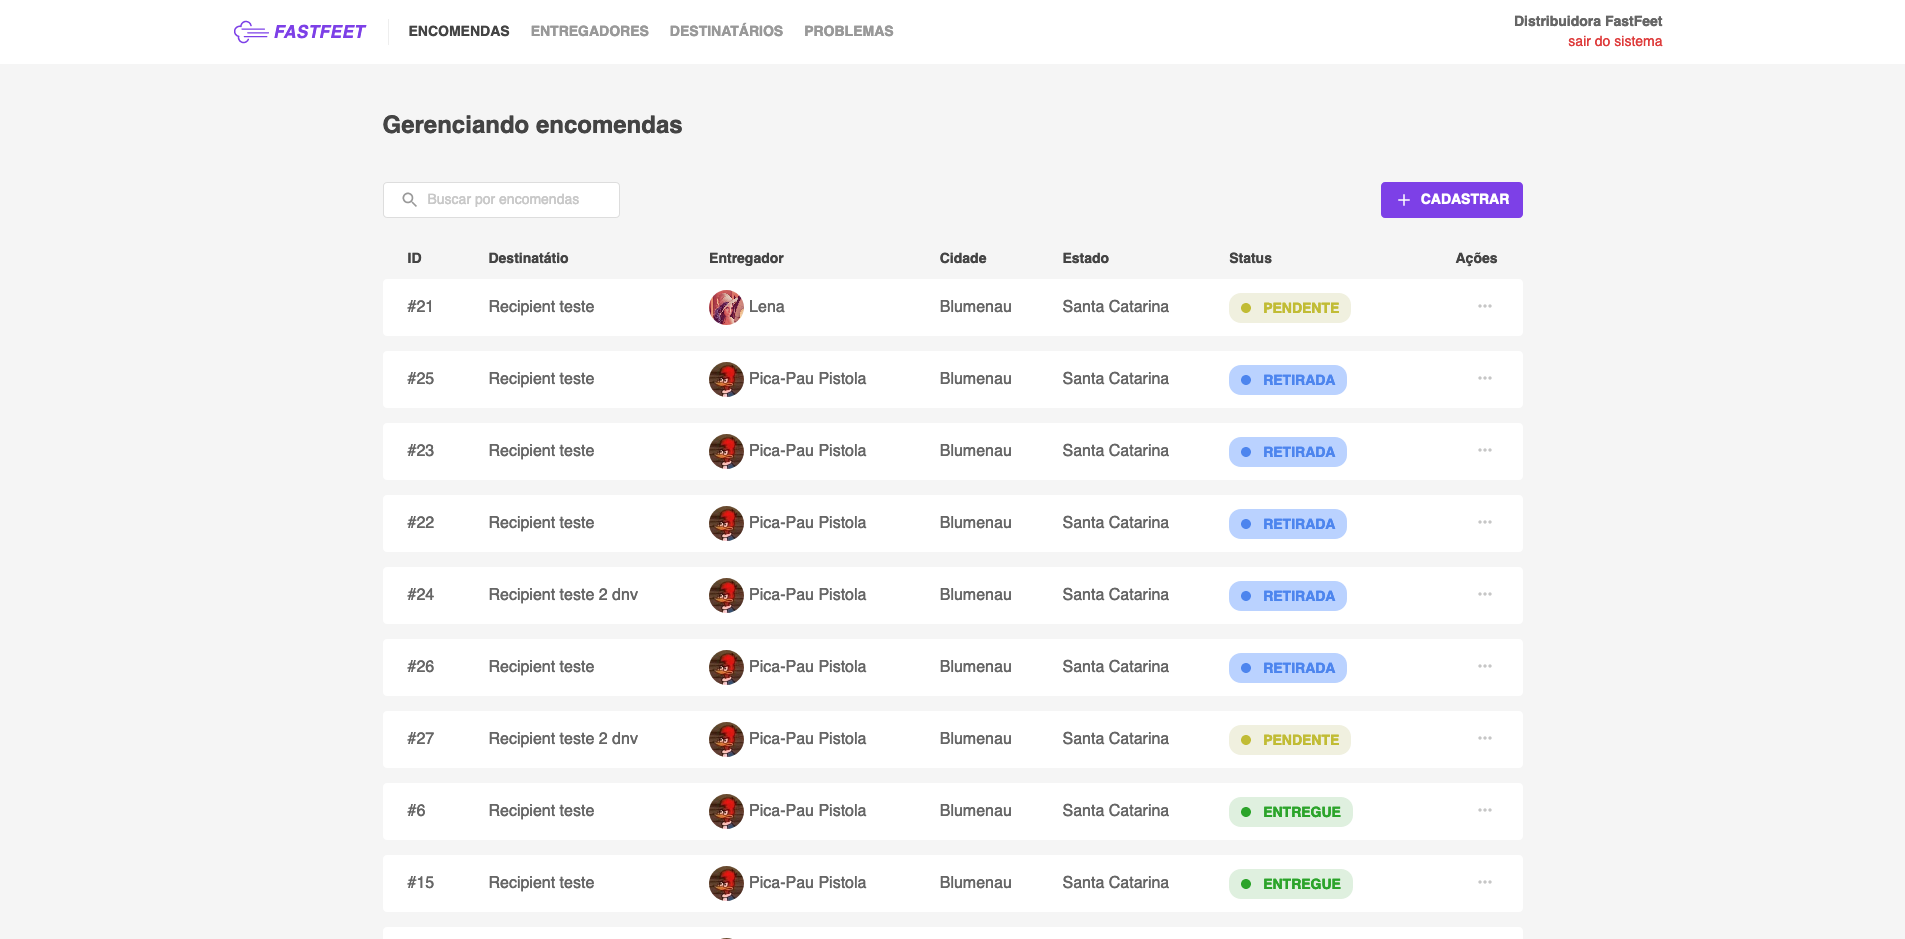 FASTFEET ENCOMENDAS ENTREGADORES DESTINATÁRIOS PROBLEMAS Distribuidora FastFeet
sair do sistema
Gerenciando encomendas
Buscar por encomendas + CADASTRAR
ID Destinatátio Entregador Cidade Estado Status Ações
#21 Recipient teste Lena Blumenau Santa Catarina PENDENTE ...
#25 Recipient teste Pica-Pau Pistola Blumenau Santa Catarina RETIRADA ...
#23 Recipient teste Pica-Pau Pistola Blumenau Santa Catarina RETIRADA ...
#22 Recipient teste Pica-Pau Pistola Blumenau Santa Catarina RETIRADA ...
#24 Recipient teste 2 dnv Pica-Pau Pistola Blumenau Santa Catarina RETIRADA ...
#26 Recipient teste Pica-Pau Pistola Blumenau Santa Catarina RETIRADA ...
#27 Recipient teste 2 dnv Pica-Pau Pistola Blumenau Santa Catarina PENDENTE ...
#6 Recipient teste Pica-Pau Pistola Blumenau Santa Catarina ENTREGUE ...
#15 Recipient teste Pica-Pau Pistola Blumenau Santa Catarina ENTREGUE ...